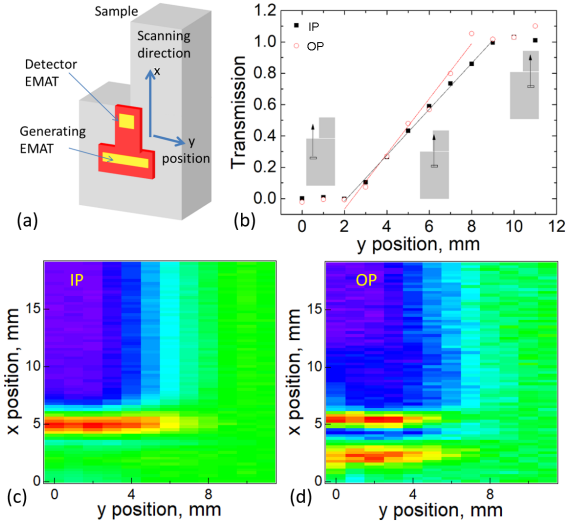 Sample
Scanning
direction
x
Detector
EMAT
Generating
EMAT
y
position
(a)
Transmission
1.2
1.0
0.8
0.6
0.4
0.2
0.0
IP
OP
0 2 4 6 8 10 12
y position, mm
(b)
x position, mm
15
10
5
0
IP
0 4 8
y position, mm
(c)
x position, mm
15
10
5
0
OP
0 4 8
y position, mm
(d)